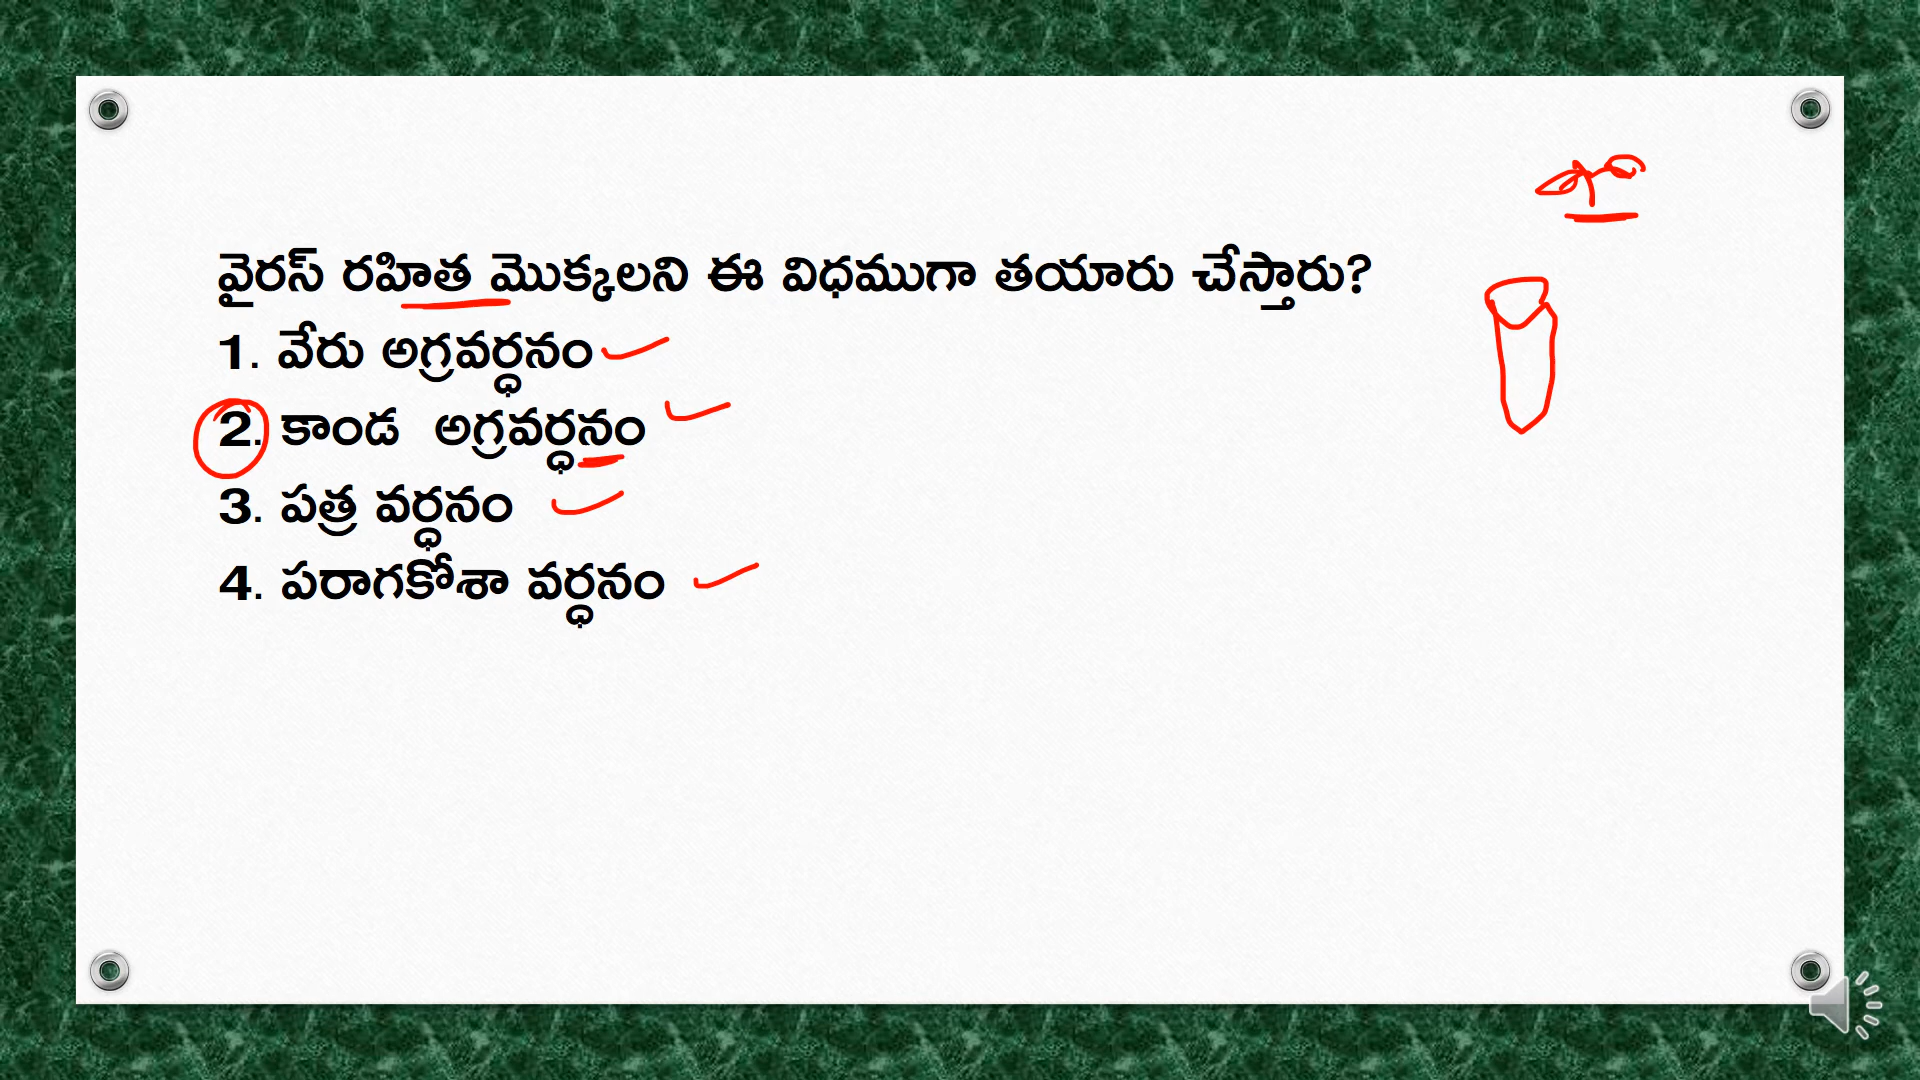 వైరస్ రహిత మొక్కలని ఈ విధముగా తయారు చేస్తారు?
1. వేరు అగ్రవర్ధనం
2. కాండ అగ్రవర్ధనం
3. పత్ర వర్ధనం
4. పరాగకోశా వర్ధనం